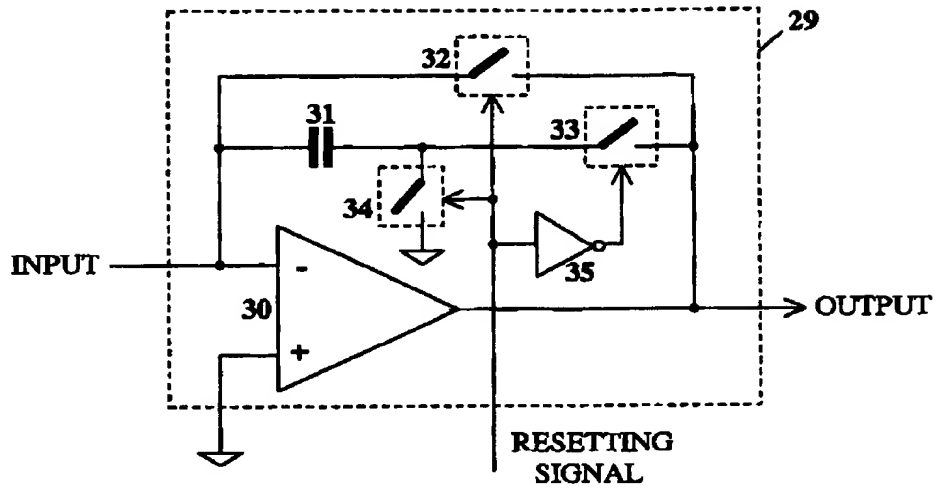 29
32
31
33
34
INPUT
-
30
35
+
OUTPUT
RESETTING
SIGNAL